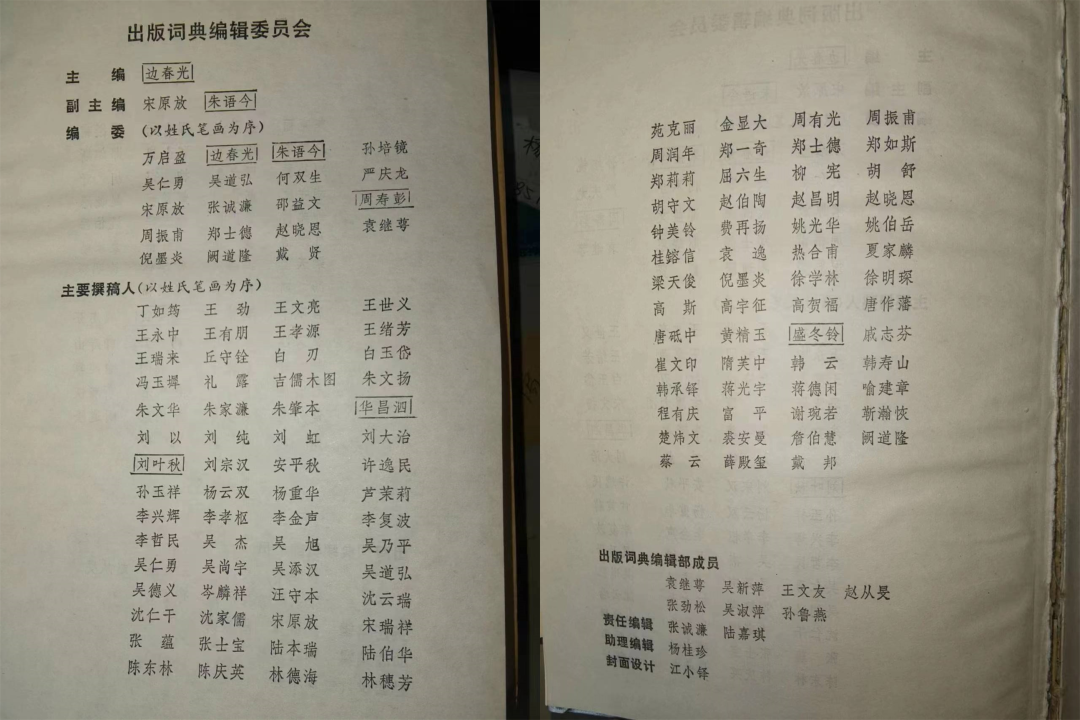 出版词典编辑委员会
主 编 边春光
副主编 宋原放 朱语今
编 委 (以姓氏笔画为序)
万启盈 边春光 朱语今 孙培镜
吴仁勇 吴道弘 何双生 严庆龙
宋原放 张诚濂 邵益文 周寿彭
周振甫 郑士德 赵晓恩 袁继萼
倪墨炎 阙道隆 戴 贤
主要撰稿人(以姓氏笔画为序)
丁如筠 王 劲 王文亮 王世义
王永中 王有朋 王孝源 王绪芳
王瑞来 丘守铨 白 刃 白玉岱
冯玉墀 礼 露 吉儒木图 朱文扬
朱文华 朱家濂 朱肇本 华昌泗
刘 以 刘 纯 刘 虹 刘大治
刘叶秋 刘宗汉 安平秋 许逸民
孙玉祥 杨云双 杨重华 芦茉莉
李兴辉 李孝枢 李金声 李复波
李哲民 吴 杰 吴 旭 吴乃平
吴仁勇 吴尚宇 吴添汉 吴道弘
吴德义 岑麟祥 汪守本 沈云瑞
沈仁干 沈家儒 宋原放 宋瑞祥
张 蕴 张士宝 陆本瑞 陆伯华
陈东林 陈庆英 林德海 林穗芳
苑克丽 金显大 周有光 周振甫
周润年 郑一奇 郑士德 郑如斯
郑莉莉 屈六生 柳 宪 胡 舒
胡守文 赵伯陶 赵昌明 赵晓恩
钟美铃 费再扬 姚光华 姚伯岳
桂镕信 袁 逸 热合甫 夏家麟
梁天俊 倪墨炎 徐学林 徐明琛
高 斯 高宇征 高贺福 唐作藩
唐砥中 黄精玉 盛冬铃 戚志芬
崔文印 隋芙中 韩 云 韩寿山
韩承铎 蒋光宇 蒋德闲 喻建章
程有庆 富 平 谢琬若 靳瀚恢
楚炜文 裘安曼 詹伯慧 阙道隆
蔡 云 薛殿玺 戴 邦
出版词典编辑部成员
袁继萼 吴新萍 王文友 赵从旻
张劲松 吴淑萍 孙鲁燕
责任编辑 张诚濂 陆嘉琪
助理编辑 杨桂珍
封面设计 江小铎